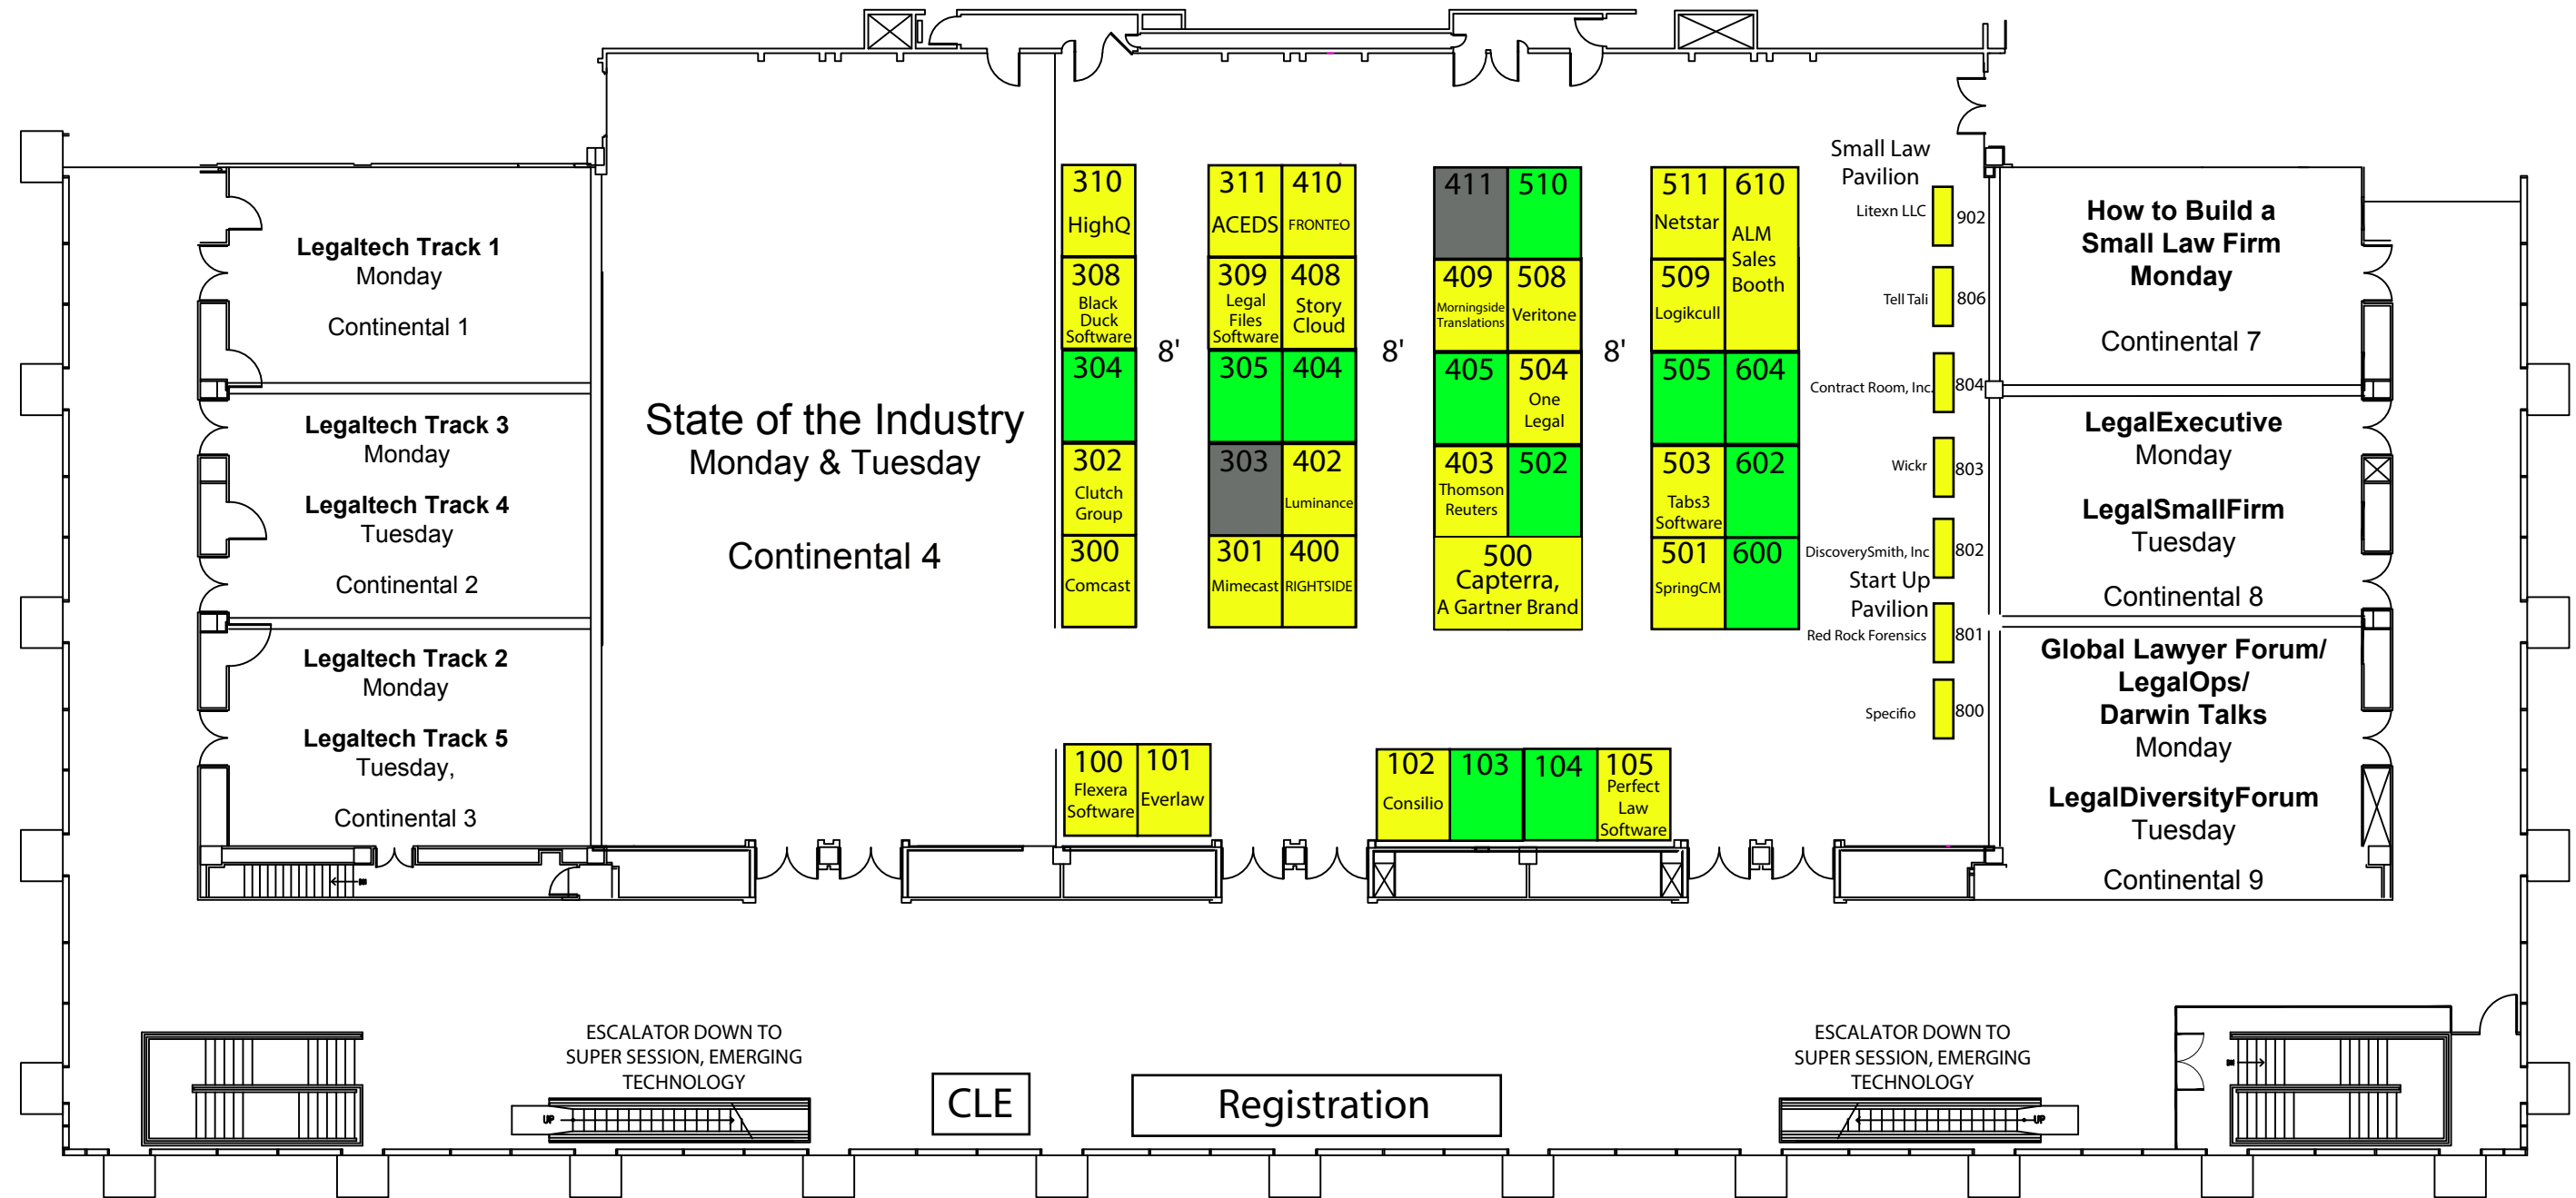 Legaltech Track 1
Monday
Continental 1
Legaltech Track 3
Monday
Legaltech Track 4
Tuesday
Continental 2
Legaltech Track 2
Monday
Legaltech Track 5
Tuesday,
Continental 3
State of the Industry
Monday & Tuesday
Continental 4
310
HighQ
308
Black
Duck
Software
304
302
Clutch
Group
300
Comcast
8'
311
ACEDS
410
FRONTEO
309
Legal
Files
Software
408
Story
Cloud
305
404
303
402
Luminance
301
Mimecast
400
RIGHTSIDE
8'
411
510
409
Morningside
Translations
508
Veritone
405
504
One
Legal
403
Thomson
Reuters
502
500
Capterra,
A Gartner Brand
8'
511
Netstar
610
ALM
Sales
Booth
509
Logikcull
505
604
503
Tabs3
Software
602
501
SpringCM
600
Small Law
Pavilion
Litexn LLC
902
Tell Tali
806
Contract Room, Inc.
804
Wickr
803
DiscoverySmith, Inc
802
Start Up
Pavilion
Red Rock Forensics
801
Specifio
800
100
Flexera
Software
101
Everlaw
102
Consilio
103
104
105
Perfect
Law
Software
How to Build a
Small Law Firm
Monday
Continental 7
LegalExecutive
Monday
LegalSmallFirm
Tuesday
Continental 8
Global Lawyer Forum/
LegalOps/
Darwin Talks
Monday
LegalDiversityForum
Tuesday
Continental 9
ESCALATOR DOWN TO
SUPER SESSION, EMERGING
TECHNOLOGY
UP
CLE
Registration
ESCALATOR DOWN TO
SUPER SESSION, EMERGING
TECHNOLOGY
UP